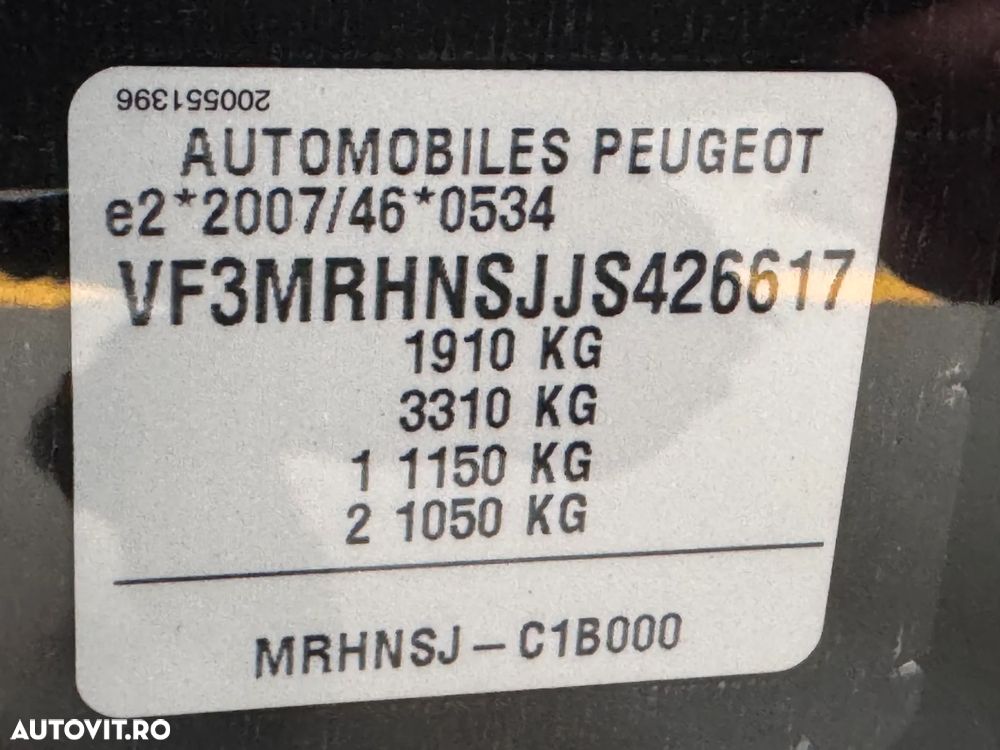 200551396
AUTOMOBILES PEUGEOT
e2*2007/46*0534
VF3MRHNSJJS426617
1910 KG
3310 KG
1 1150 KG
2 1050 KG
MRHNSJ – C1B000
AUTOVIT.RO